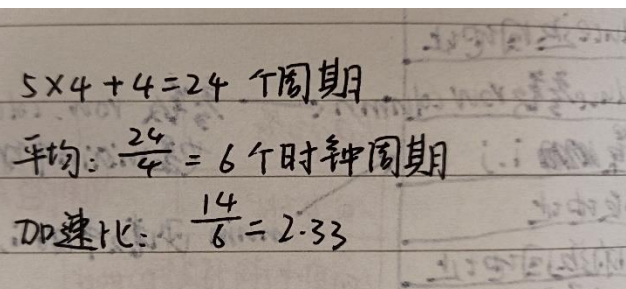 5×4+4=24 个周期
平均: 24/4 = 6 个时钟周期
加速比: 14/6 = 2.33